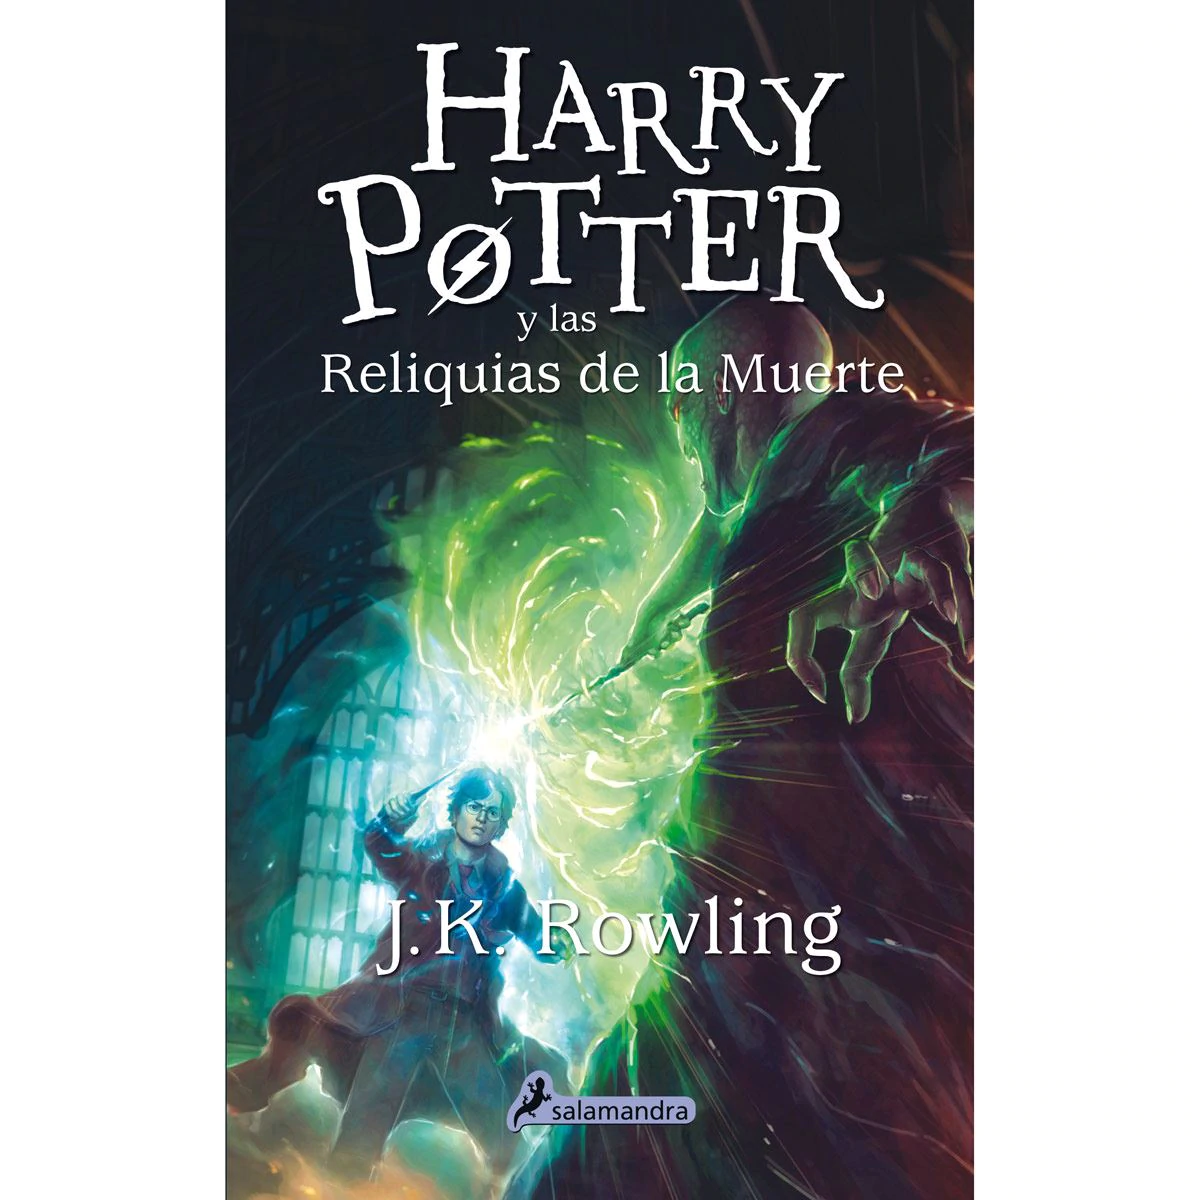 HARRY
POTTER
y las
Reliquias de la Muerte
J. K. Rowling
salamandra